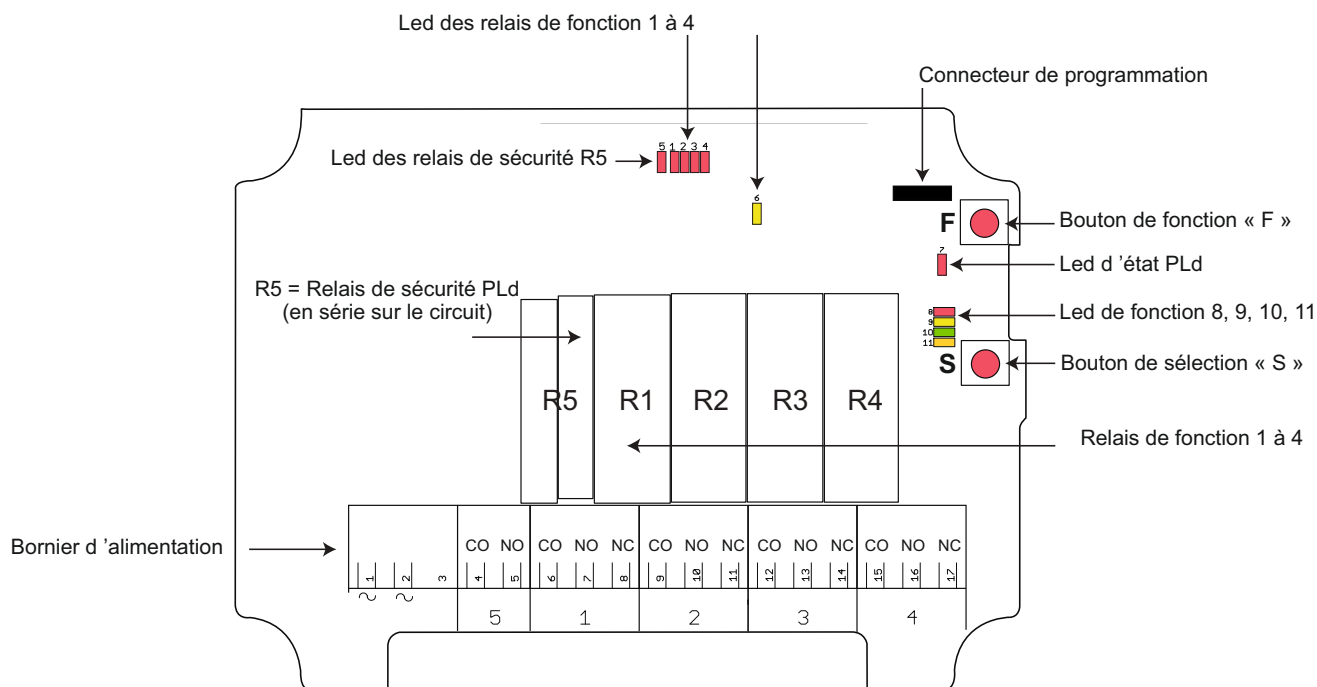 Led des relais de fonction 1 à 4
Connecteur de programmation
5 1 2 3 4
Led des relais de sécurité R5
6
F
Bouton de fonction « F »
7
Led d ’état PLd
R5 = Relais de sécurité PLd
(en série sur le circuit)
8
9
10
11
Led de fonction 8, 9, 10, 11
S
Bouton de sélection « S »
R5 R1 R2 R3 R4
Relais de fonction 1 à 4
Bornier d ’alimentation
CO NO CO NO NC CO NO NC CO NO NC CO NO NC
1 2 3 4 5 6 7 8 9 10 11 12 13 14 15 16 17
~ ~
5 1 2 3 4